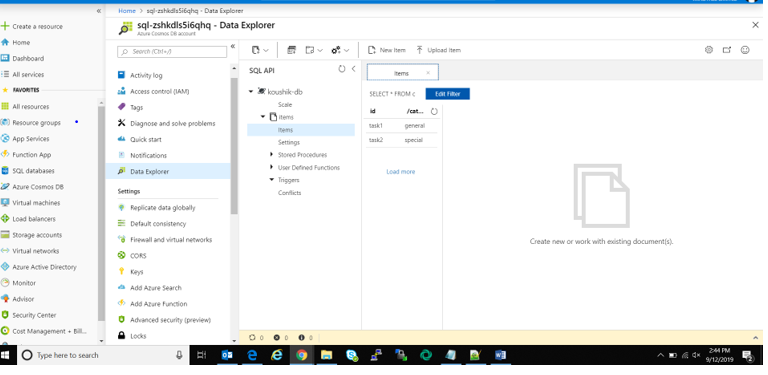 Home > sql-zshkdls5i6qhq - Data Explorer
sql-zshkdls5i6qhq - Data Explorer
Azure Cosmos DB account
Create a resource
Home
Dashboard
All services
FAVORITES
All resources
Resource groups
App Services
Function App
SQL databases
Azure Cosmos DB
Virtual machines
Load balancers
Storage accounts
Virtual networks
Azure Active Directory
Monitor
Advisor
Security Center
Cost Management + Bill...
Search (Ctrl+/)
Activity log
Access control (IAM)
Tags
Diagnose and solve problems
Quick start
Notifications
Data Explorer
Settings
Replicate data globally
Default consistency
Firewall and virtual networks
CORS
Keys
Add Azure Search
Add Azure Function
Advanced security (preview)
Locks
New Item
Upload Item
SQL API
koushik-db
Scale
items
Items
Settings
Stored Procedures
User Defined Functions
Triggers
Conflicts
Items
SELECT * FROM c
Edit Filter
id /cat...
task1 general
task2 special
Load more
Create new or work with existing document(s).
0 0 0
Type here to search
2:44 PM
9/12/2019
2